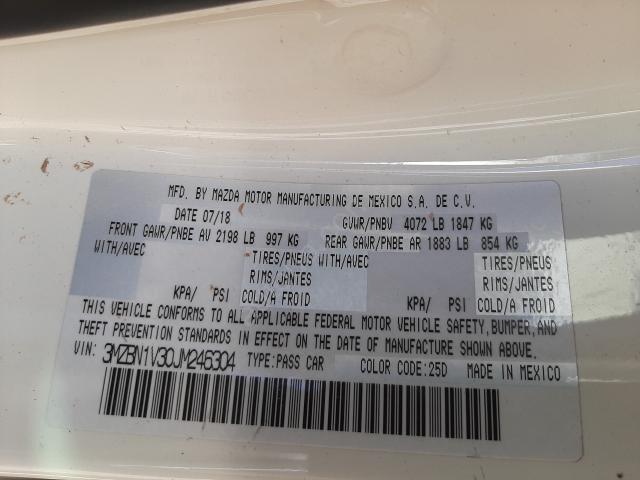 MFD. BY MAZDA MOTOR MANUFACTURING DE MEXICO S.A. DE C.V.
DATE 07/18 GVWR/PNBV 4072 LB 1847 KG
FRONT GAWR/PNBE AV 2198 LB 997 KG REAR GAWR/PNBE AR 1883 LB 854 KG
WITH/AVEC TIRES/PNEUS WITH/AVEC TIRES/PNEUS
RIMS/JANTES RIMS/JANTES
KPA/ PSI COLD/A FROID KPA/ PSI COLD/A FROID
THIS VEHICLE CONFORMS TO ALL APPLICABLE FEDERAL MOTOR VEHICLE SAFETY, BUMPER, AND
THEFT PREVENTION STANDARDS IN EFFECT ON THE DATE OF MANUFACTURE SHOWN ABOVE.
VIN: 3MZBN1V30JM246304 TYPE:PASS CAR COLOR CODE:25D MADE IN MEXICO